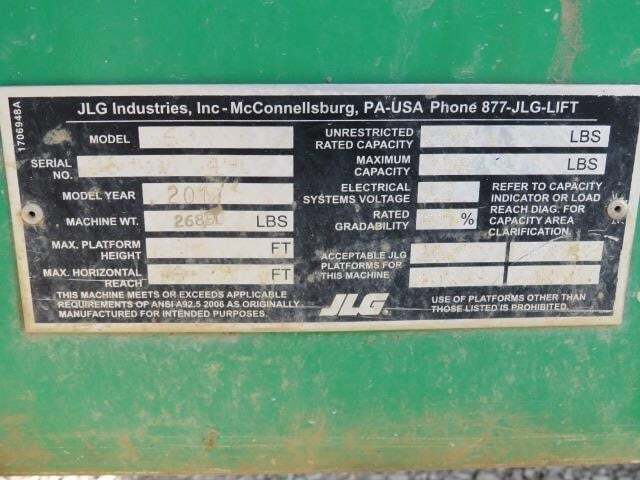 1706948A
JLG Industries, Inc - McConnellsburg, PA-USA Phone 877-JLG-LIFT
MODEL
SERIAL
NO.
MODEL YEAR
MACHINE WT. LBS
MAX. PLATFORM
HEIGHT FT
MAX. HORIZONTAL
REACH FT
THIS MACHINE MEETS OR EXCEEDS APPLICABLE
REQUIREMENTS OF ANSI-A92.5 2006 AS ORIGINALLY
MANUFACTURED FOR INTENDED PURPOSES.
UNRESTRICTED
RATED CAPACITY LBS
MAXIMUM
CAPACITY LBS
ELECTRICAL
SYSTEMS VOLTAGE
RATED
GRADABILITY %
REFER TO CAPACITY
INDICATOR OR LOAD
REACH DIAG. FOR
CAPACITY AREA
CLARIFICATION.
ACCEPTABLE JLG
PLATFORMS FOR
THIS MACHINE
JLG
USE OF PLATFORMS OTHER THAN
THOSE LISTED IS PROHIBITED.